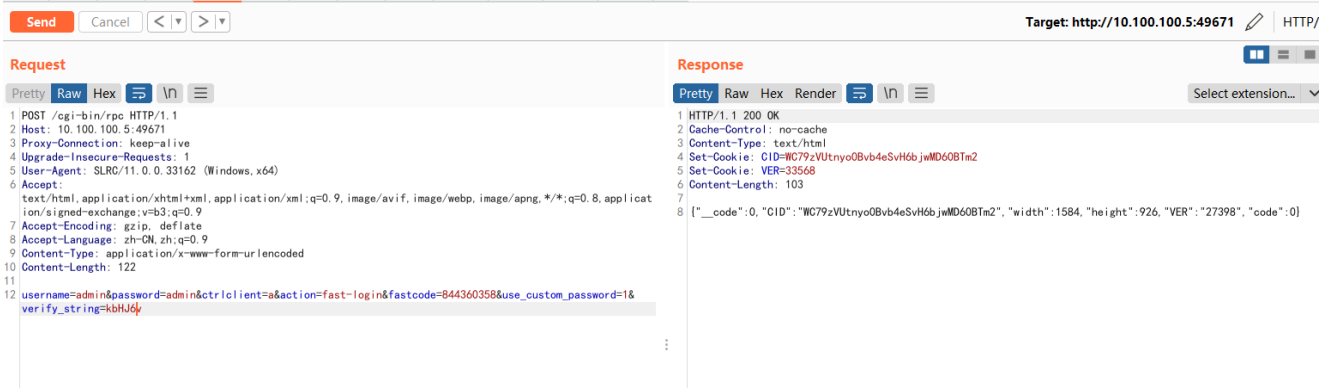 Send Cancel < > Target: http://10.100.100.5:49671 HTTP/
Request
Pretty Raw Hex \n
1 POST /cgi-bin/rpc HTTP/1.1
2 Host: 10.100.100.5:49671
3 Proxy-Connection: keep-alive
4 Upgrade-Insecure-Requests: 1
5 User-Agent: SLRC/11.0.0.33162 (Windows,x64)
6 Accept:
text/html,application/xhtml+xml,application/xml;q=0.9,image/avif,image/webp,image/apng,*/*;q=0.8,applicat
ion/signed-exchange;v=b3;q=0.9
7 Accept-Encoding: gzip, deflate
8 Accept-Language: zh-CN,zh;q=0.9
9 Content-Type: application/x-www-form-urlencoded
10 Content-Length: 122
11
12 username=admin&password=admin&ctrlclient=a&action=fast-login&fastcode=844360358&use_custom_password=1&
verify_string=kbHJ6v
Response
Pretty Raw Hex Render \n Select extension...
1 HTTP/1.1 200 OK
2 Cache-Control: no-cache
3 Content-Type: text/html
4 Set-Cookie: CID=WC79zVUtnyo0Bvb4eSvH6bjwMD60BTm2
5 Set-Cookie: VER=33568
6 Content-Length: 103
7
8 {"__code":0,"CID":"WC79zVUtnyo0Bvb4eSvH6bjwMD60BTm2","width":1584,"height":926,"VER":"27398","code":0}